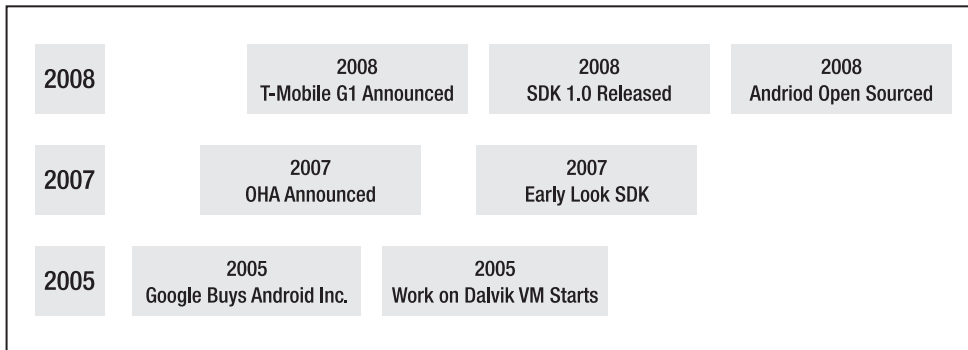 2008
2008
T-Mobile G1 Announced
2008
SDK 1.0 Released
2008
Andriod Open Sourced
2007
2007
OHA Announced
2007
Early Look SDK
2005
2005
Google Buys Android Inc.
2005
Work on Dalvik VM Starts